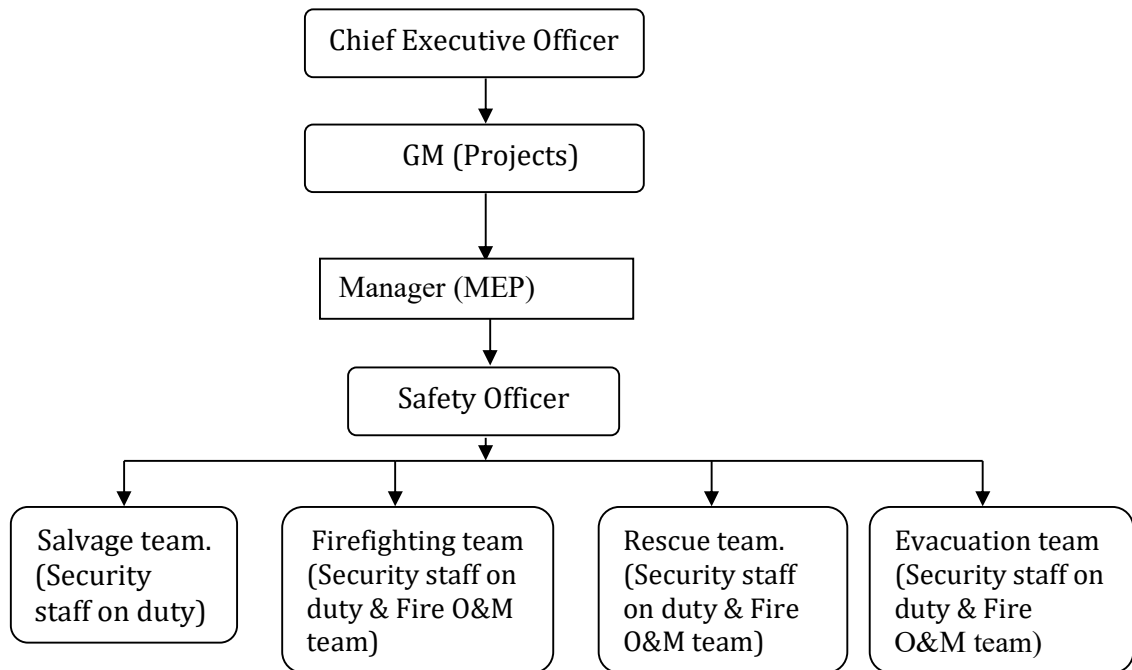 Chief Executive Officer
GM (Projects)
Manager (MEP)
Safety Officer
Salvage team.
(Security
staff on duty)
Firefighting team
(Security staff on
duty & Fire O&M
team)
Rescue team.
(Security staff
on duty & Fire
O&M team)
Evacuation team
(Security staff on
duty & Fire
O&M team)